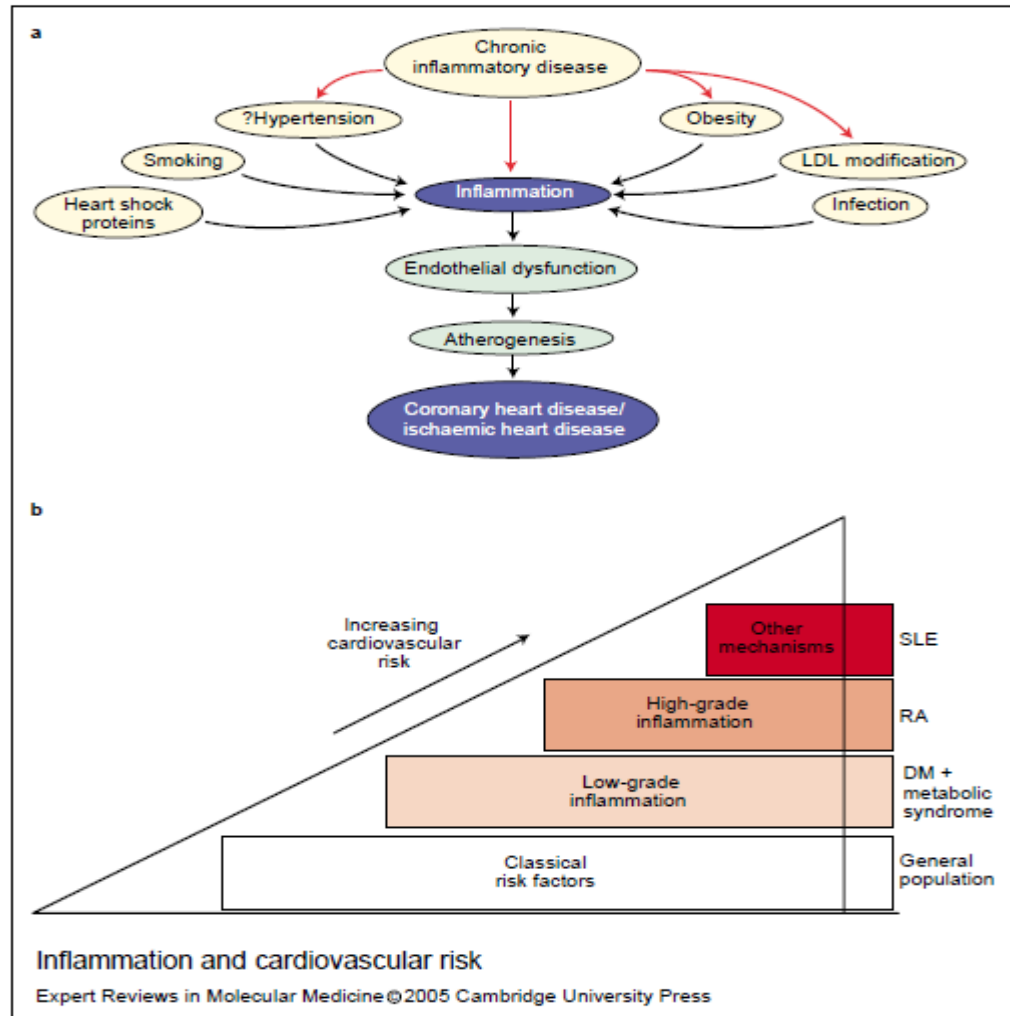 a
Chronic
inflammatory disease
?Hypertension
Obesity
Smoking
LDL modification
Heart shock
proteins
Inflammation
Infection
Endothelial dysfunction
Atherogenesis
Coronary heart disease/
ischaemic heart disease
b
Increasing
cardiovascular
risk
Other
mechanisms
SLE
High-grade
inflammation
RA
Low-grade
inflammation
DM +
metabolic
syndrome
Classical
risk factors
General
population
Inflammation and cardiovascular risk
Expert Reviews in Molecular Medicine ©2005 Cambridge University Press